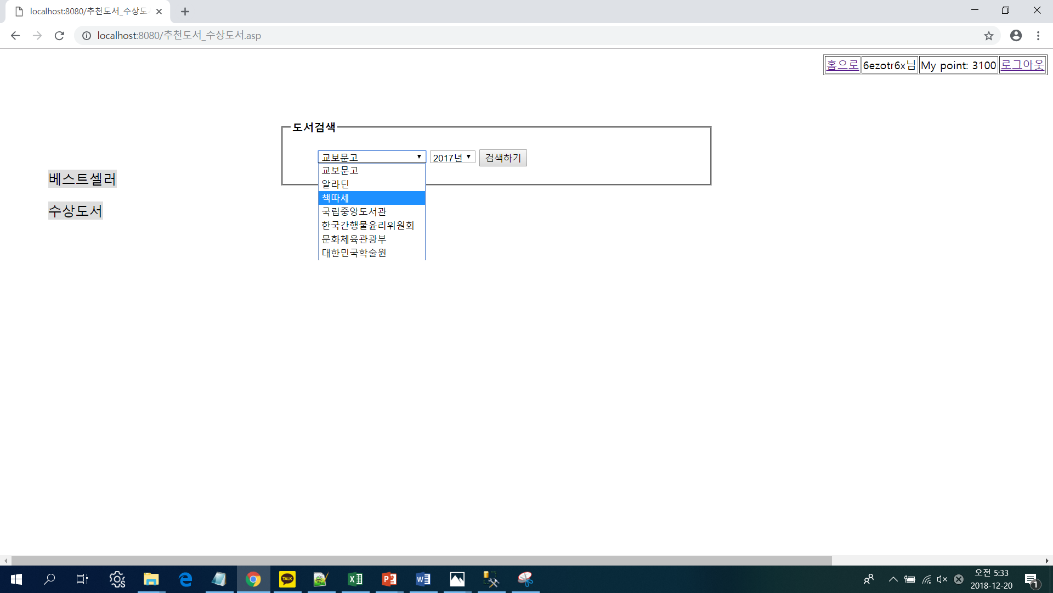 localhost:8080/추천도서_수상도
localhost:8080/추천도서_수상도서.asp
홈으로 6ezotr6x님 My point: 3100 로그아웃
도서검색
교보문고 2017년 검색하기
교보문고
알라딘
책따세
국립중앙도서관
한국간행물윤리위원회
문화체육관광부
대한민국학술원
베스트셀러
수상도서
TALK
오전 5:33
2018-12-20
1